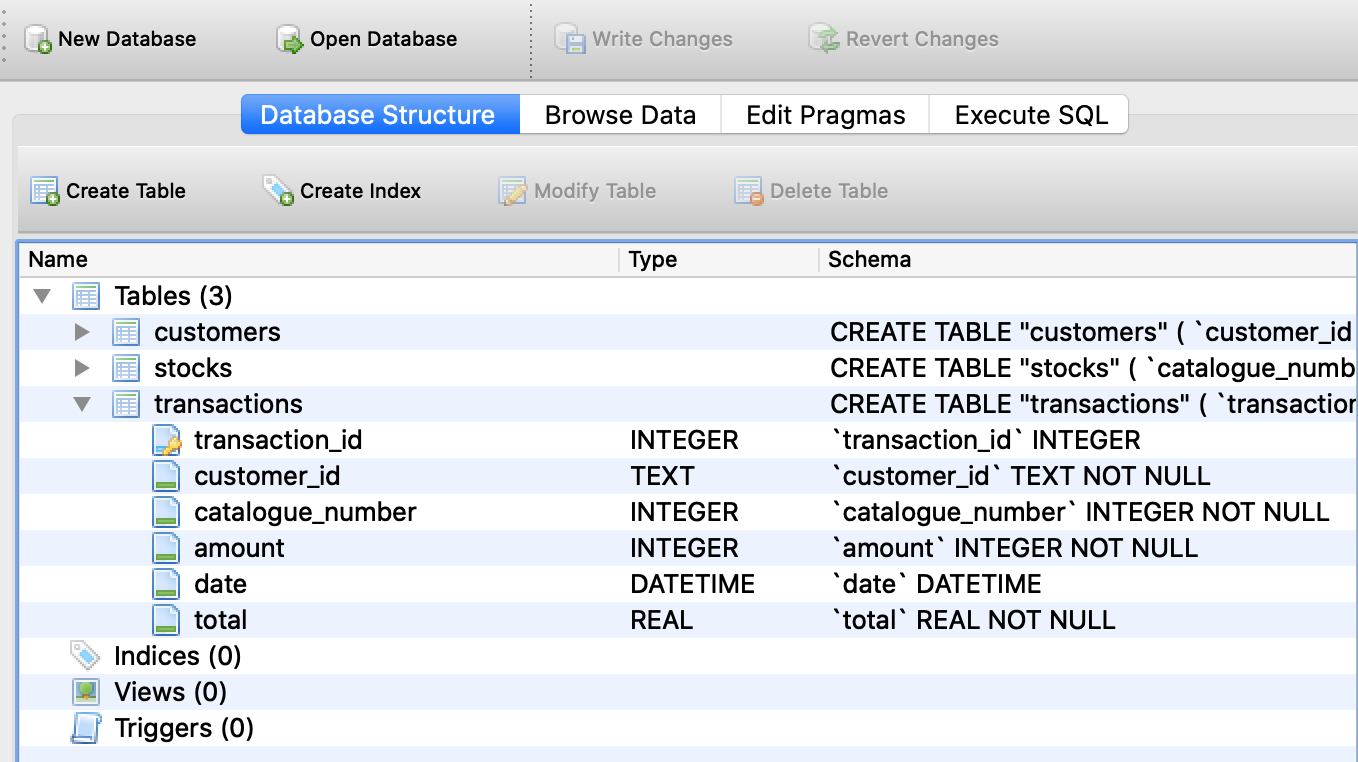 New Database Open Database Write Changes Revert Changes
Database Structure Browse Data Edit Pragmas Execute SQL
Create Table Create Index Modify Table Delete Table
Name Type Schema
Tables (3)
customers CREATE TABLE "customers" ( `customer_id
stocks CREATE TABLE "stocks" ( `catalogue_numb
transactions CREATE TABLE "transactions" ( `transaction
transaction_id INTEGER `transaction_id` INTEGER
customer_id TEXT `customer_id` TEXT NOT NULL
catalogue_number INTEGER `catalogue_number` INTEGER NOT NULL
amount INTEGER `amount` INTEGER NOT NULL
date DATETIME `date` DATETIME
total REAL `total` REAL NOT NULL
Indices (0)
Views (0)
Triggers (0)